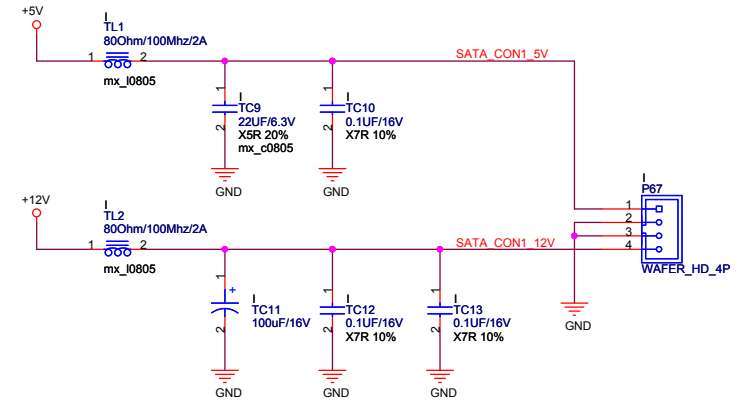 +5V
I
TL1
80Ohm/100Mhz/2A
1
2
mx_l0805
SATA_CON1_5V
1
I
TC9
22UF/6.3V
X5R 20%
mx_c0805
2
GND
1
I
TC10
0.1UF/16V
X7R 10%
2
GND
+12V
I
TL2
80Ohm/100Mhz/2A
1
2
mx_l0805
SATA_CON1_12V
1
+
I
TC11
100uF/16V
2
GND
1
I
TC12
0.1UF/16V
X7R 10%
2
GND
1
I
TC13
0.1UF/16V
X7R 10%
2
GND
I
P67
1
2
3
4
WAFER_HD_4P
GND